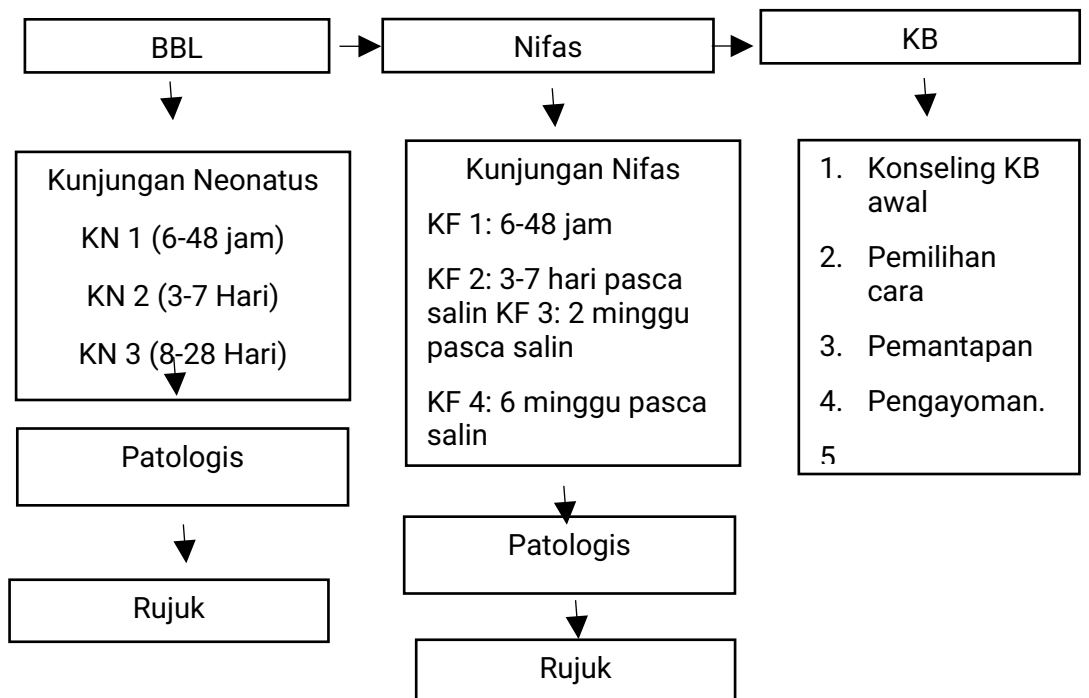 BBL
Nifas
KB
Kunjungan Neonatus
KN 1 (6-48 jam)
KN 2 (3-7 Hari)
KN 3 (8-28 Hari)
Kunjungan Nifas
KF 1: 6-48 jam
KF 2: 3-7 hari pasca
salin KF 3: 2 minggu
pasca salin
KF 4: 6 minggu pasca
salin
1. Konseling KB
awal
2. Pemilihan
cara
3. Pemantapan
4. Pengayoman.
5
Patologis
Rujuk
Patologis
Rujuk